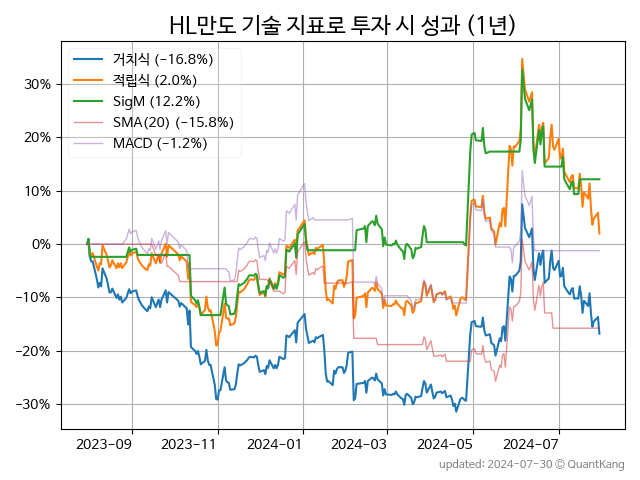 HL만도 기술 지표로 투자 시 성과 (1년)
거치식 (−16.8%)
적립식 (2.0%)
SigM (12.2%)
SMA(20) (−15.8%)
MACD (−1.2%)
30%
20%
10%
0%
−10%
−20%
−30%
2023-09 2023-11 2024-01 2024-03 2024-05 2024-07
updated: 2024-07-30 © QuantKang